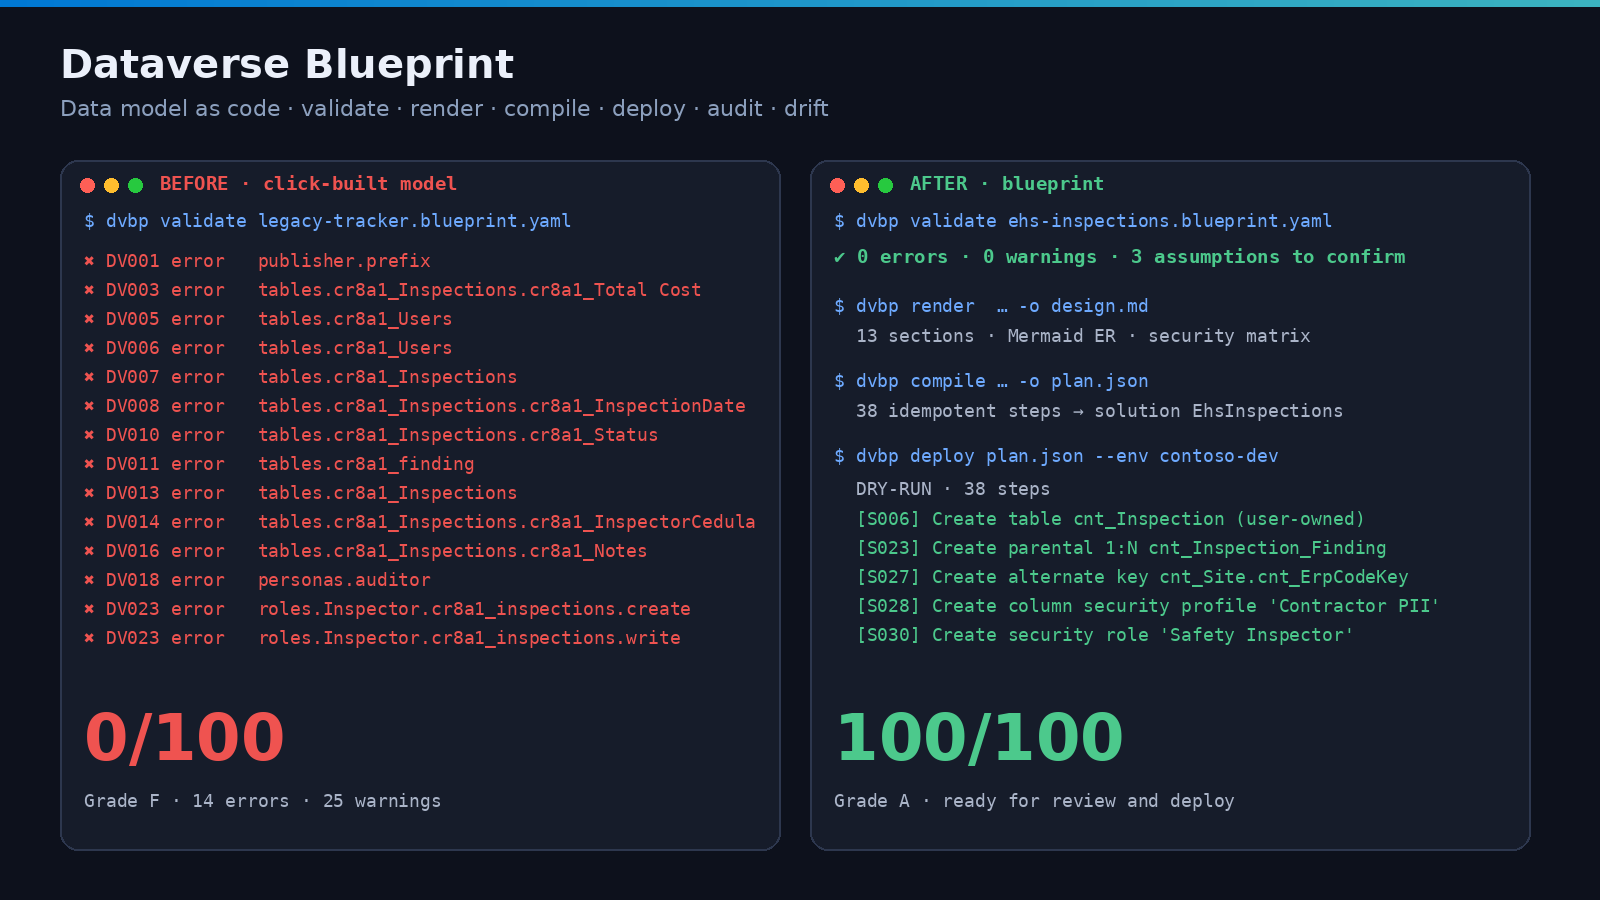 Dataverse Blueprint
Data model as code · validate · render · compile · deploy · audit · drift
BEFORE · click-built model
$ dvbp validate legacy-tracker.blueprint.yaml
✖ DV001 error publisher.prefix
✖ DV003 error tables.cr8a1_Inspections.cr8a1_Total Cost
✖ DV005 error tables.cr8a1_Users
✖ DV006 error tables.cr8a1_Users
✖ DV007 error tables.cr8a1_Inspections
✖ DV008 error tables.cr8a1_Inspections.cr8a1_InspectionDate
✖ DV010 error tables.cr8a1_Inspections.cr8a1_Status
✖ DV011 error tables.cr8a1_finding
✖ DV013 error tables.cr8a1_Inspections
✖ DV014 error tables.cr8a1_Inspections.cr8a1_InspectorCedula
✖ DV016 error tables.cr8a1_Inspections.cr8a1_Notes
✖ DV018 error personas.auditor
✖ DV023 error roles.Inspector.cr8a1_inspections.create
✖ DV023 error roles.Inspector.cr8a1_inspections.write
0/100
Grade F · 14 errors · 25 warnings
AFTER · blueprint
$ dvbp validate ehs-inspections.blueprint.yaml
✔ 0 errors · 0 warnings · 3 assumptions to confirm
$ dvbp render … -o design.md
13 sections · Mermaid ER · security matrix
$ dvbp compile … -o plan.json
38 idempotent steps → solution EhsInspections
$ dvbp deploy plan.json --env contoso-dev
DRY-RUN · 38 steps
[S006] Create table cnt_Inspection (user-owned)
[S023] Create parental 1:N cnt_Inspection_Finding
[S027] Create alternate key cnt_Site.cnt_ErpCodeKey
[S028] Create column security profile 'Contractor PII'
[S030] Create security role 'Safety Inspector'
100/100
Grade A · ready for review and deploy